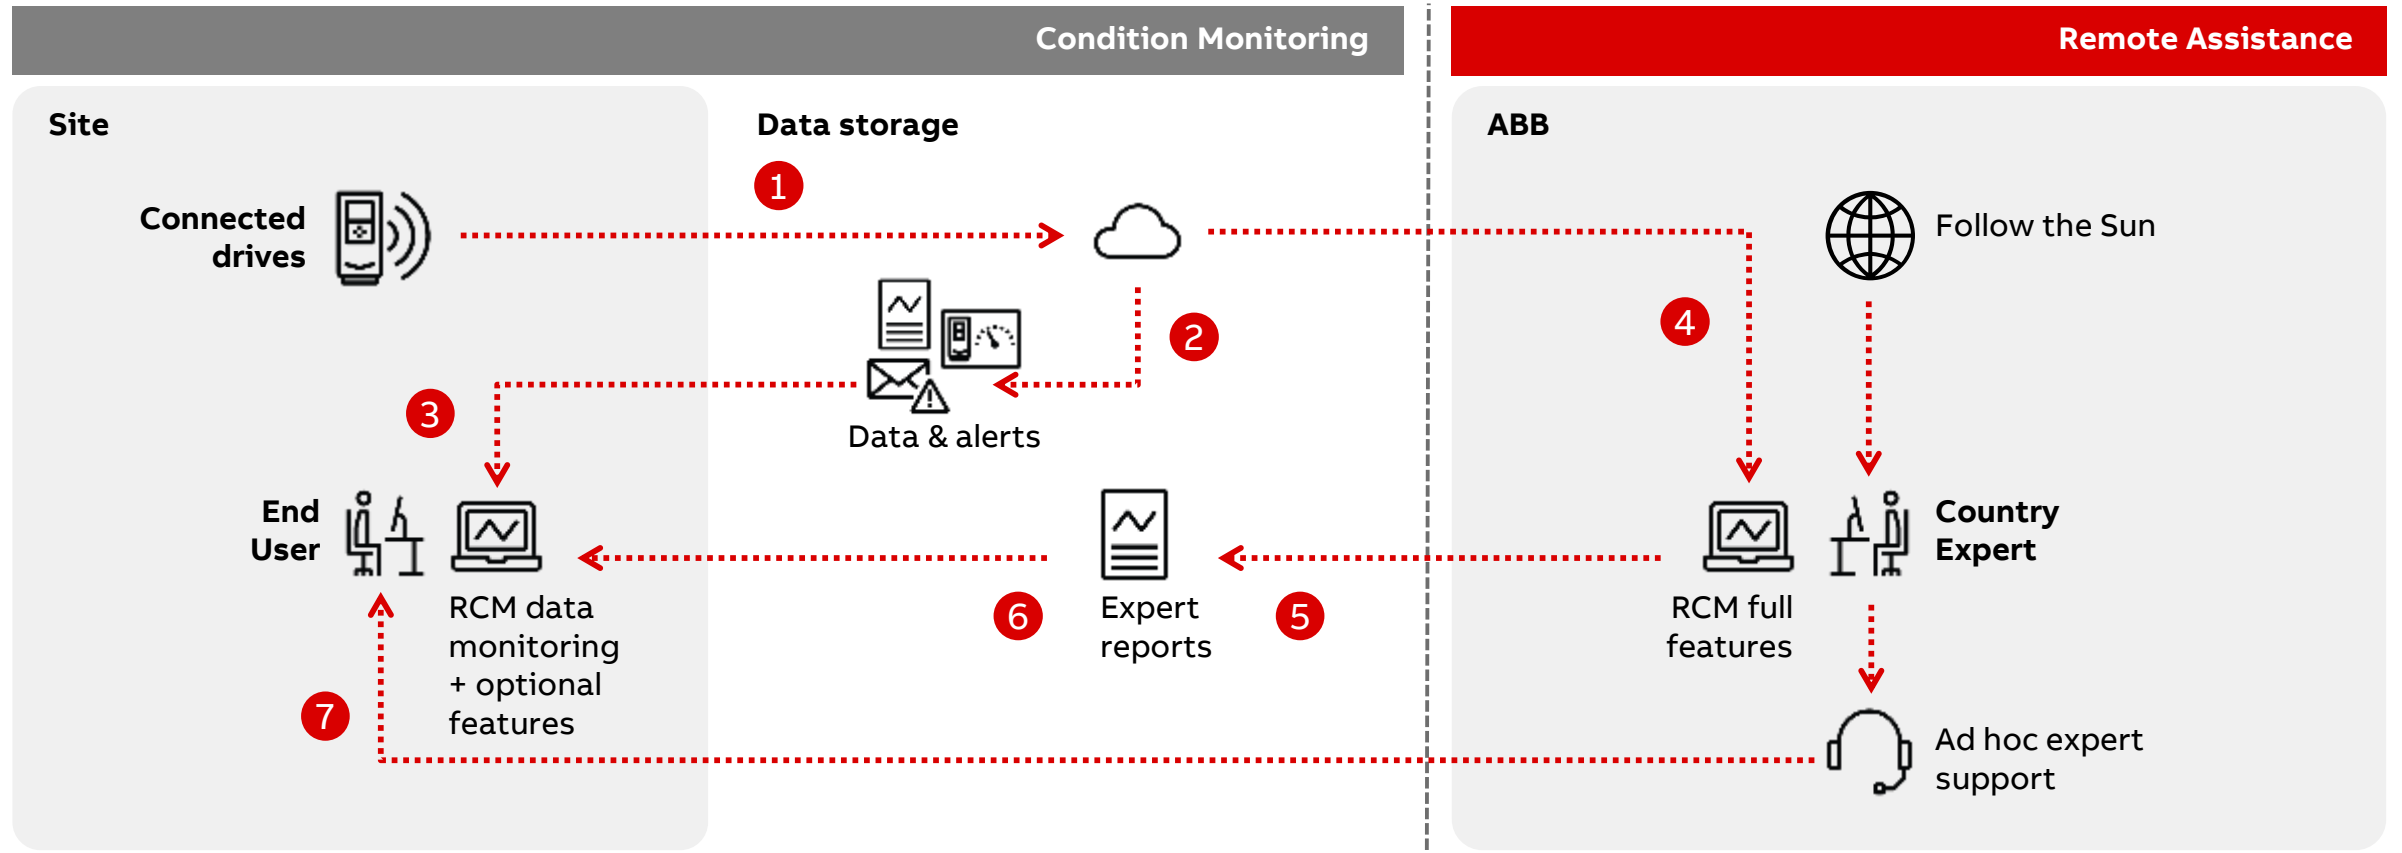 Condition Monitoring
Remote Assistance
Site
Data storage
ABB
1
Connected
drives
Follow the Sun
2
4
3
Data & alerts
End
User
Country
Expert
RCM data
monitoring
+ optional
features
6
Expert
reports
5
RCM full
features
7
Ad hoc expert
support